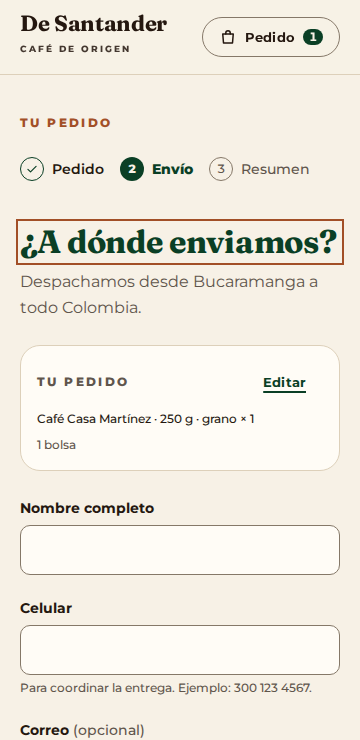 De Santander
CAFÉ DE ORIGEN
Pedido 1
TU PEDIDO
Pedido 2 Envío 3 Resumen
¿A dónde enviamos?
Despachamos desde Bucaramanga a
todo Colombia.
TU PEDIDO Editar
Café Casa Martínez · 250 g · grano × 1
1 bolsa
Nombre completo
Celular
Para coordinar la entrega. Ejemplo: 300 123 4567.
Correo (opcional)